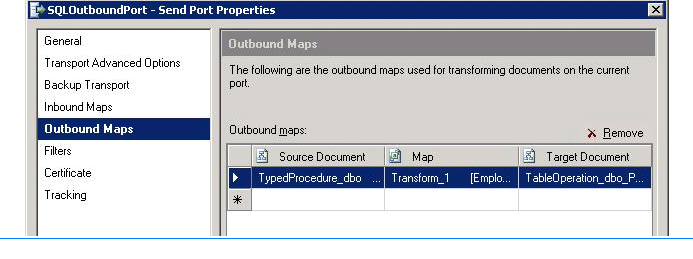 SQLOutboundPort - Send Port Properties
General
Transport Advanced Options
Backup Transport
Inbound Maps
Outbound Maps
Filters
Certificate
Tracking
Outbound Maps
The following are the outbound maps used for transforming documents on the current
port.
Outbound maps:
Remove
Source Document Map Target Document
TypedProcedure_dbo ... Transform_1 [Emplo... TableOperation_dbo_P...